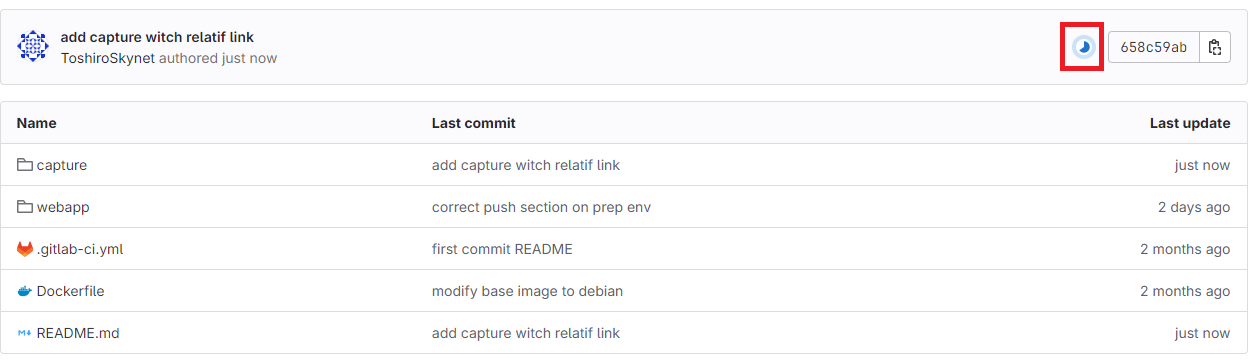 add capture witch relatif link
ToshiroSkynet authored just now
658c59ab
Name Last commit Last update
capture add capture witch relatif link just now
webapp correct push section on prep env 2 days ago
.gitlab-ci.yml first commit README 2 months ago
Dockerfile modify base image to debian 2 months ago
M↓ README.md add capture witch relatif link just now